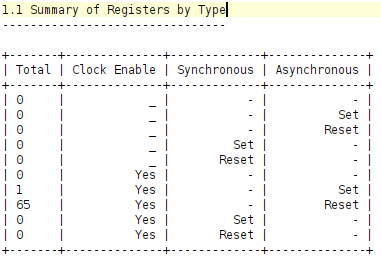 1.1 Summary of Registers by Type
--------------------------------
+-------+--------------+-------------+--------------+
| Total | Clock Enable | Synchronous | Asynchronous |
+-------+--------------+-------------+--------------+
| 0     |            _ |           - |            - |
| 0     |            _ |           - |          Set |
| 0     |            _ |           - |        Reset |
| 0     |            _ |         Set |            - |
| 0     |            _ |       Reset |            - |
| 0     |          Yes |           - |            - |
| 1     |          Yes |           - |          Set |
| 65    |          Yes |           - |        Reset |
| 0     |          Yes |         Set |            - |
| 0     |          Yes |       Reset |            - |
+-------+--------------+-------------+--------------+